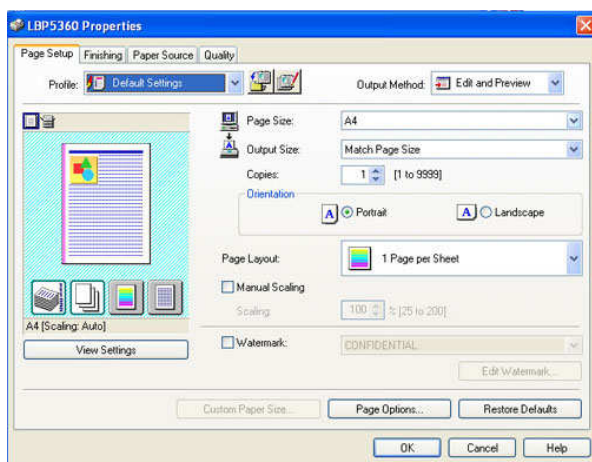 LBP5360 Properties
Page Setup Finishing Paper Source Quality
Profile: Default Settings Output Method: Edit and Preview
Page Size: A4
Output Size: Match Page Size
Copies: 1 [1 to 9999]
Orientation
A Portrait A Landscape
Page Layout: 1 Page per Sheet
Manual Scaling
Scaling: 100 % [25 to 200]
A4 [Scaling: Auto]
View Settings
Watermark: CONFIDENTIAL
Edit Watermark...
Custom Paper Size... Page Options... Restore Defaults
OK Cancel Help